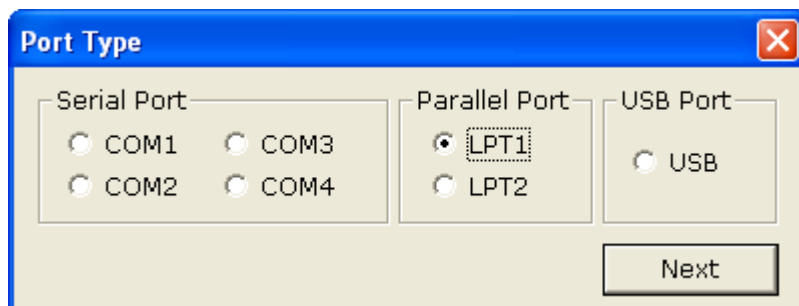 Port Type
Serial Port
COM1 COM3
COM2 COM4
Parallel Port
LPT1
LPT2
USB Port
USB
Next